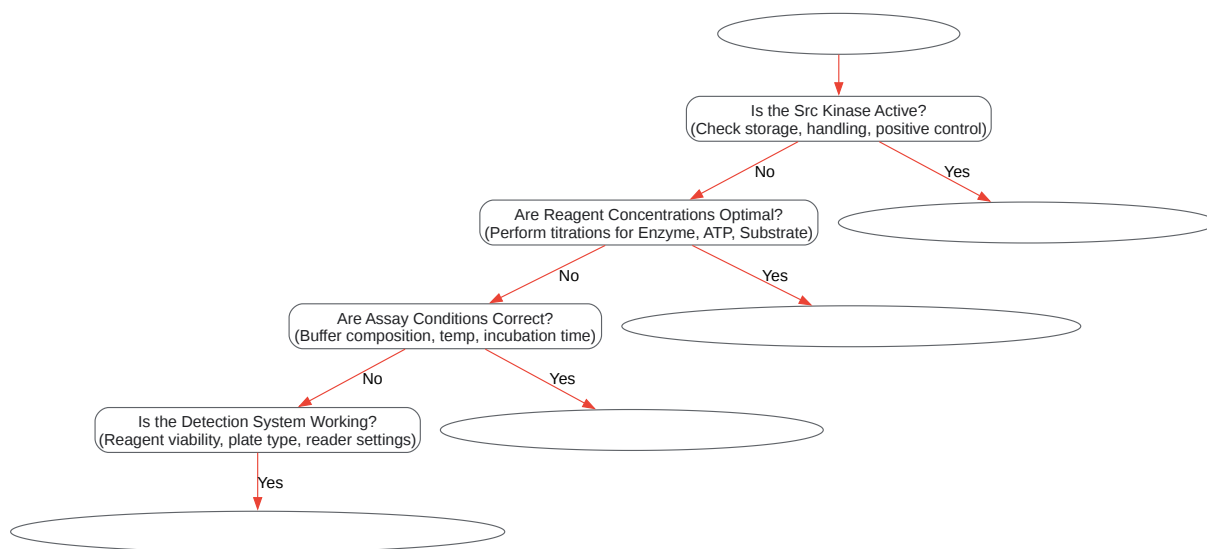 Is the Src Kinase Active?
(Check storage, handling, positive control)
No
Yes
Are Reagent Concentrations Optimal?
(Perform titrations for Enzyme, ATP, Substrate)
No
Yes
Are Assay Conditions Correct?
(Buffer composition, temp, incubation time)
No
Yes
Is the Detection System Working?
(Reagent viability, plate type, reader settings)
Yes